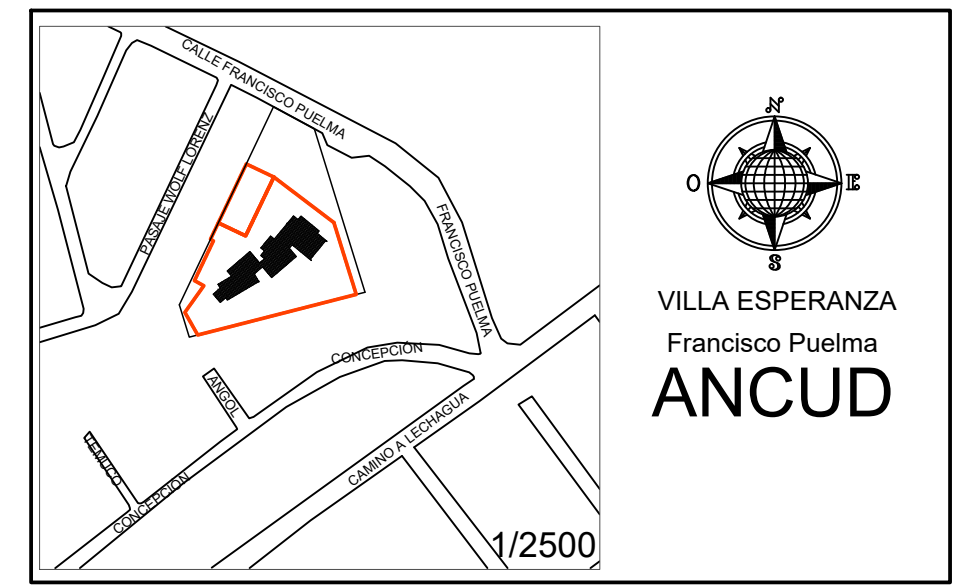 CALLE FRANCISCO PUELMA
PASAJE WOLF LORENZ
FRANCISCO PUELMA
CONCEPCIÓN
ANGOL
TEMUCO
CONCEPCION
CAMINO A LECHAGUA
1/2500
N
O
E
S
VILLA ESPERANZA
Francisco Puelma
ANCUD